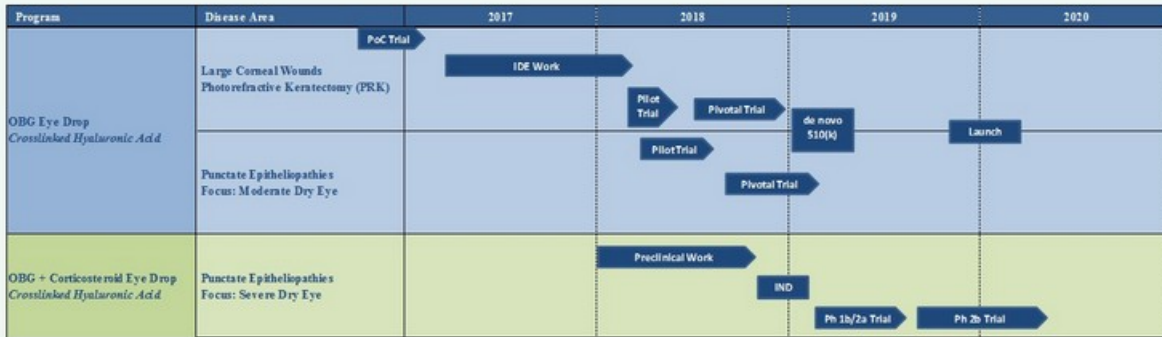 Program Disease Area 2017 2018 2019 2020
PoC Trial
Large Corneal Wounds
Photorefractive Keratectomy (PRK)
IDE Work
Pilot
Trial
Pivotal Trial
de novo
510(k)
Launch
OBG Eye Drop
Crosslinked Hyaluronic Acid
Pilot Trial
Punctate Epitheliopathies
Focus: Moderate Dry Eye
Pivotal Trial
Preclinical Work
OBG + Corticosteroid Eye Drop
Crosslinked Hyaluronic Acid
Punctate Epitheliopathies
Focus: Severe Dry Eye
IND
Ph 1b/2a Trial
Ph 2b Trial